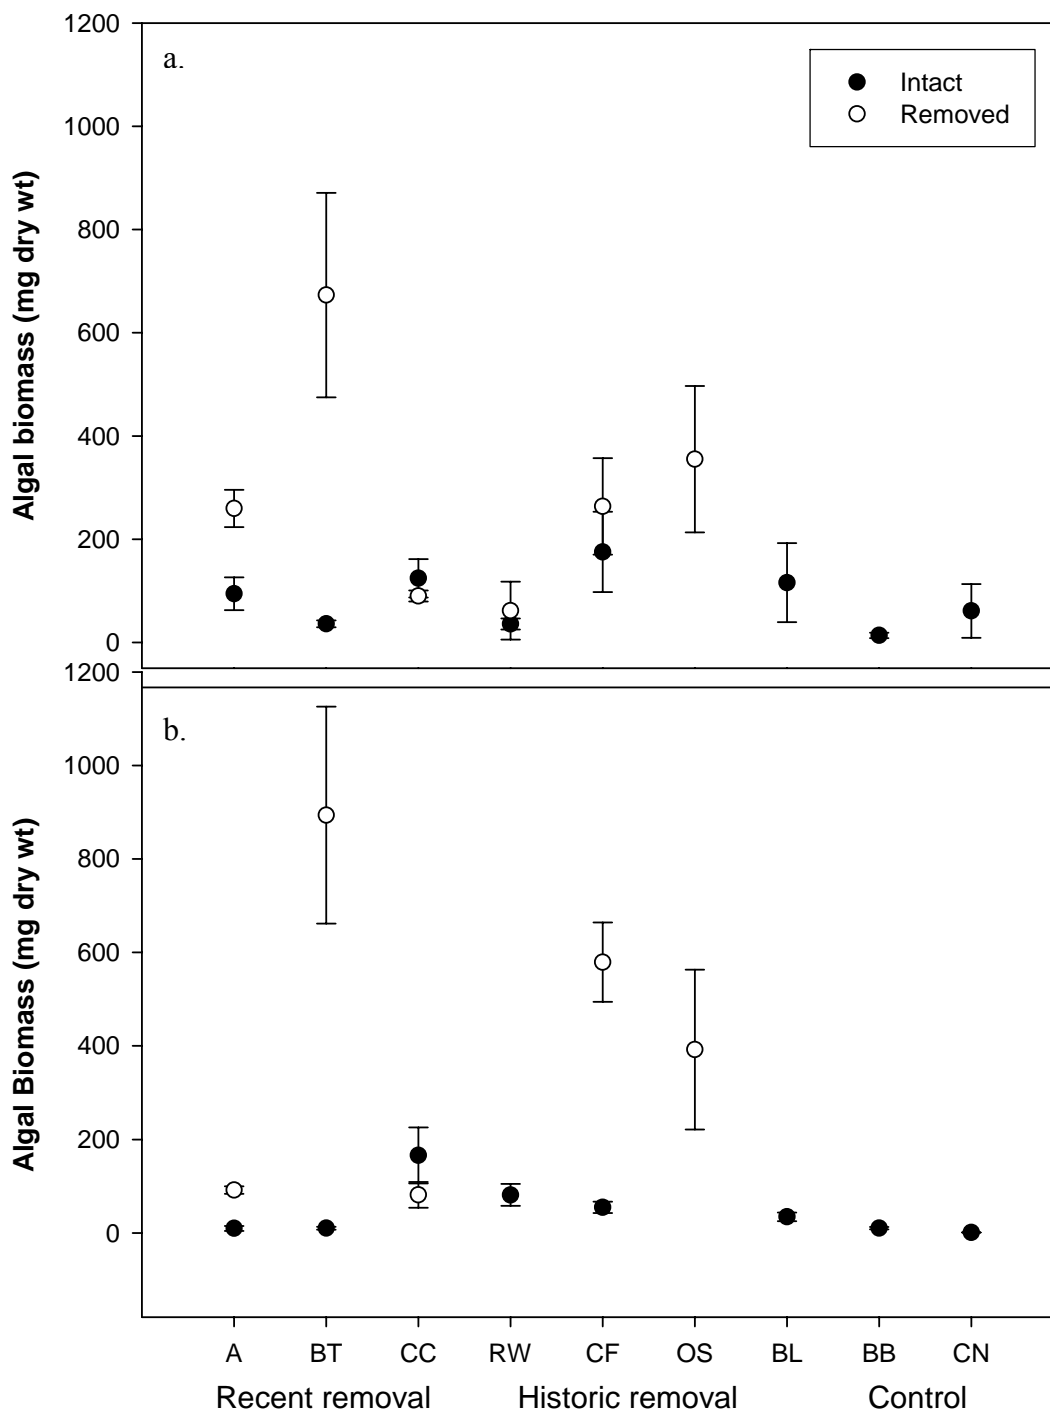 1200
a.
Intact
Removed
1000
800
600
400
200
0
Algal biomass (mg dry wt)
1200
b.
1000
800
600
400
200
0
Algal Biomass (mg dry wt)
A BT CC RW CF OS BL BB CN
Recent removal Historic removal Control